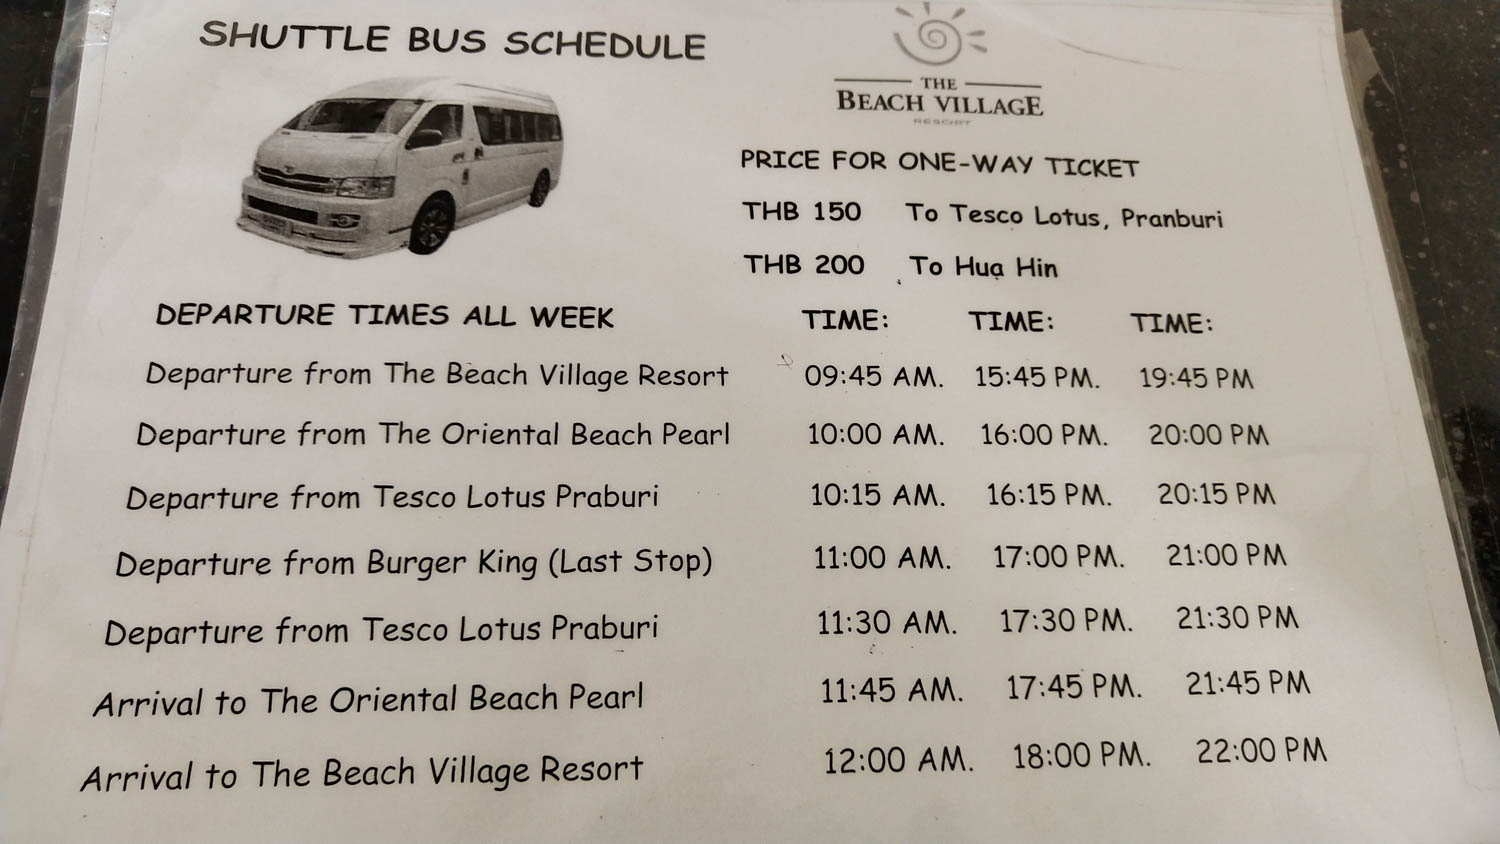 SHUTTLE BUS SCHEDULE
THE
BEACH VILLAGE
RESORT
PRICE FOR ONE-WAY TICKET
THB 150 To Tesco Lotus, Pranburi
THB 200 To Hua Hin
DEPARTURE TIMES ALL WEEK TIME: TIME: TIME:
Departure from The Beach Village Resort 09:45 AM. 15:45 PM. 19:45 PM
Departure from The Oriental Beach Pearl 10:00 AM. 16:00 PM. 20:00 PM
Departure from Tesco Lotus Praburi 10:15 AM. 16:15 PM. 20:15 PM
Departure from Burger King (Last Stop) 11:00 AM. 17:00 PM. 21:00 PM
Departure from Tesco Lotus Praburi 11:30 AM. 17:30 PM. 21:30 PM
Arrival to The Oriental Beach Pearl 11:45 AM. 17:45 PM. 21:45 PM
Arrival to The Beach Village Resort 12:00 AM. 18:00 PM. 22:00 PM